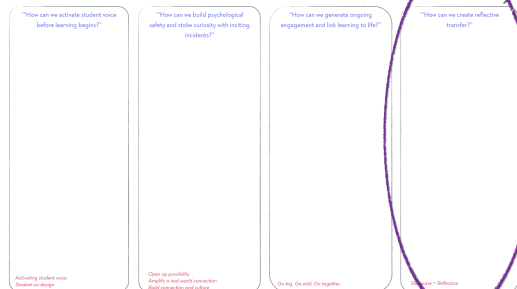 "“How can we activate student voice
before learning begins?”
"“How can we build psychological
safety and stoke curiosity with inciting
incidents?”
“How can we generate ongoing
engagement and link learning to life?”
"“How can we create reflective
transfer?”
Activating student voice
Student co-design
Open up possibility
Amplify a real-world connection
Build connection and culture
Go big. Go wild. Go together.
Showcase + Reflection